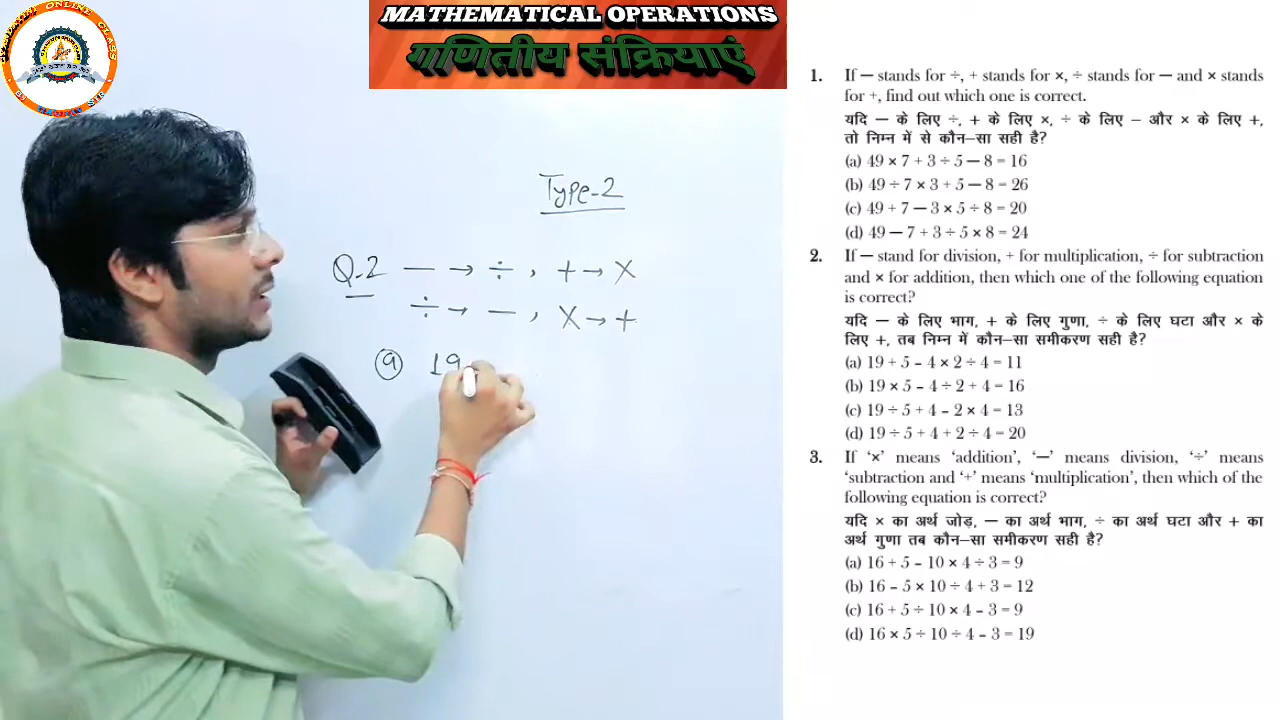 MATHEMATICAL OPERATIONS
गणितीय संक्रियाएं
Type-2
Q-2 — → ÷, + → ×
÷ → —, × → +
(a) 19
1. If — stands for ÷, + stands for ×, ÷ stands for — and × stands
for +, find out which one is correct.
यदि — के लिए ÷, + के लिए ×, ÷ के लिए – और × के लिए +,
तो निम्न में से कौन-सा सही है?
(a) 49 × 7 + 3 ÷ 5 — 8 = 16
(b) 49 ÷ 7 × 3 + 5 — 8 = 26
(c) 49 + 7 — 3 × 5 ÷ 8 = 20
(d) 49 — 7 + 3 ÷ 5 × 8 = 24
2. If — stand for division, + for multiplication, ÷ for subtraction
and × for addition, then which one of the following equation
is correct?
यदि — के लिए भाग, + के लिए गुणा, ÷ के लिए घटा और × के
लिए +, तब निम्न में कौन-सा समीकरण सही है?
(a) 19 + 5 – 4 × 2 ÷ 4 = 11
(b) 19 × 5 – 4 ÷ 2 + 4 = 16
(c) 19 ÷ 5 + 4 – 2 × 4 = 13
(d) 19 ÷ 5 + 4 + 2 ÷ 4 = 20
3. If ‘×’ means ‘addition’, ‘—’ means division, ‘÷’ means
‘subtraction and ‘+’ means ‘multiplication’, then which of the
following equation is correct?
यदि × का अर्थ जोड़, — का अर्थ भाग, ÷ का अर्थ घटा और + का
अर्थ गुणा तब कौन-सा समीकरण सही है?
(a) 16 + 5 – 10 × 4 ÷ 3 = 9
(b) 16 – 5 × 10 ÷ 4 + 3 = 12
(c) 16 + 5 ÷ 10 × 4 – 3 = 9
(d) 16 × 5 ÷ 10 ÷ 4 – 3 = 19